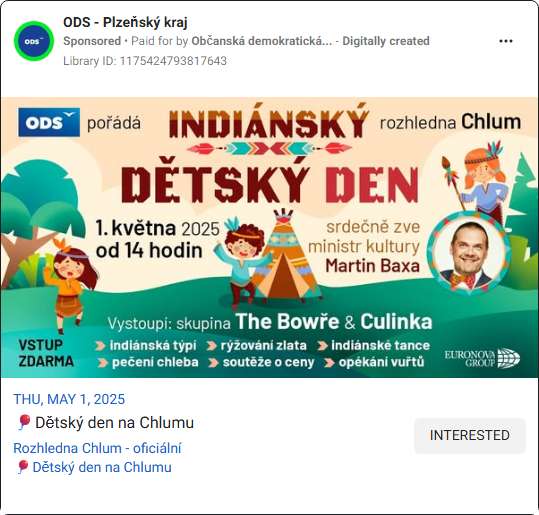 ODS - Plzeňský kraj
Sponsored • Paid for by Občanská demokratická... - Digitally created
Library ID: 1175424793817643
ODS
ODS pořádá INDIÁNSKÝ rozhledna Chlum
DĚTSKÝ DEN
1. května 2025
od 14 hodin
srdečně zve
ministr kultury
Martin Baxa
Vystoupí: skupina The Bowře & Culinka
VSTUP
ZDARMA
indiánská týpí rýžování zlata indiánské tance
pečení chleba soutěže o ceny opékání vuřtů
EURONOVA
GROUP
THU, MAY 1, 2025
🎈Dětský den na Chlumu
INTERESTED
Rozhledna Chlum - oficiální
🎈Dětský den na Chlumu